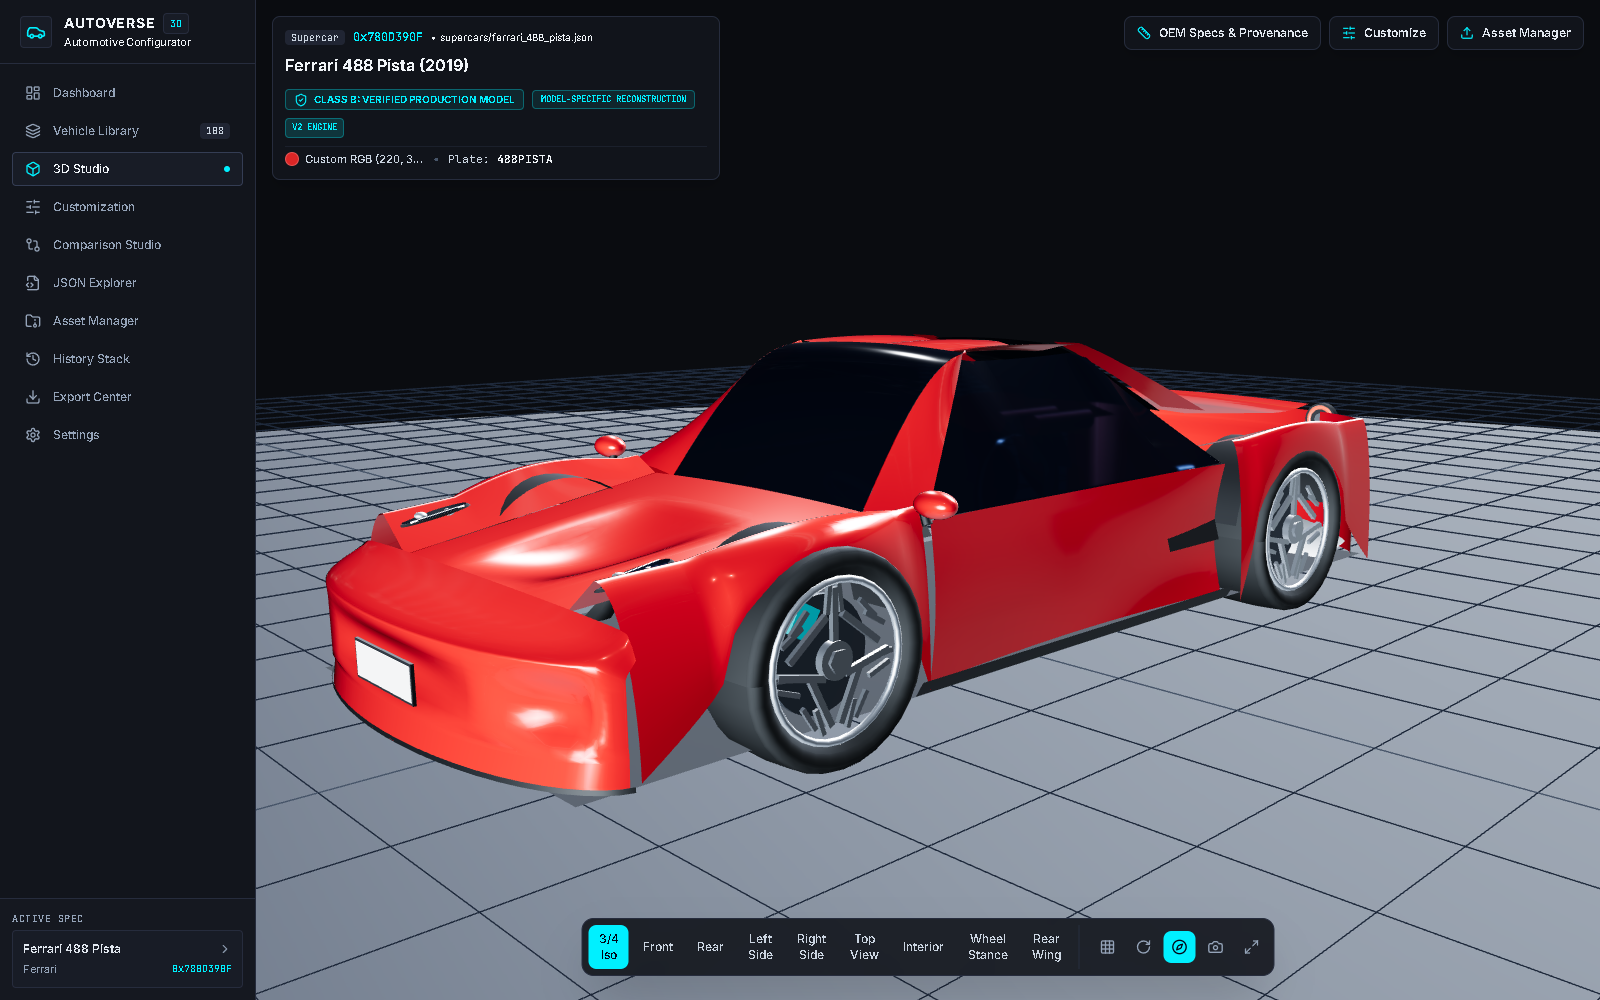 AUTOVERSE 3D
Automotive Configurator
Dashboard
Vehicle Library 188
3D Studio
Customization
Comparison Studio
JSON Explorer
Asset Manager
History Stack
Export Center
Settings
ACTIVE SPEC
Ferrari 488 Pista
Ferrari 0x780D390F
Supercar 0x780D390F • supercars/ferrari_488_pista.json
Ferrari 488 Pista (2019)
CLASS B: VERIFIED PRODUCTION MODEL MODEL-SPECIFIC RECONSTRUCTION
V2 ENGINE
Custom RGB (220, 3... • Plate: 488PISTA
OEM Specs & Provenance Customize Asset Manager
3/4 Iso
Front
Rear
Left Side
Right Side
Top View
Interior
Wheel Stance
Rear Wing